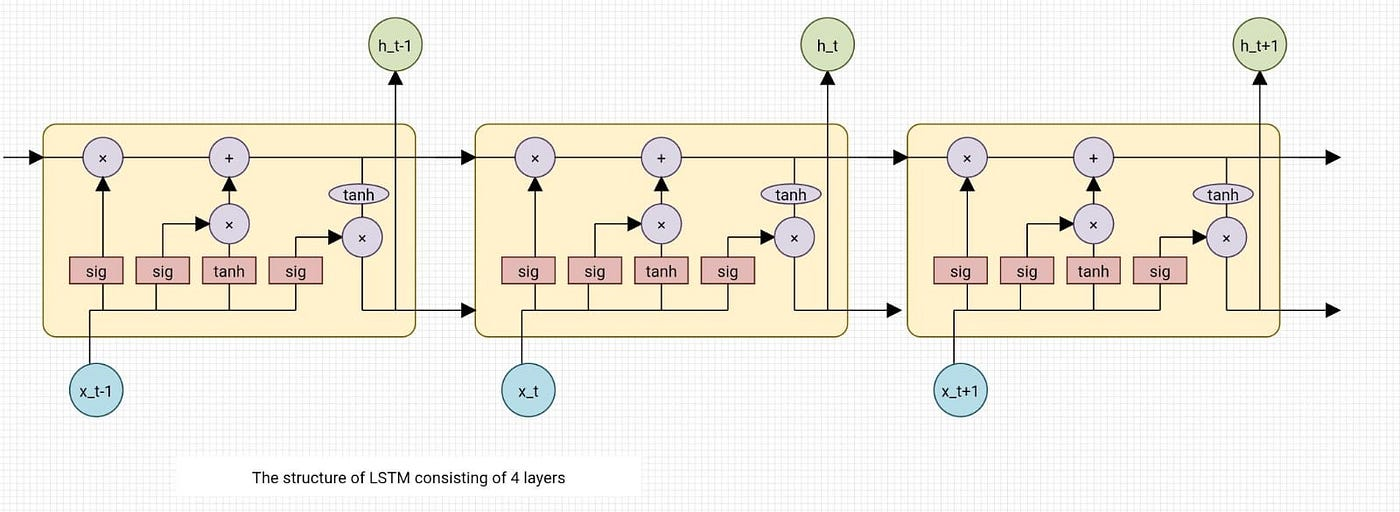 h_t-1
h_t
h_t+1
× + × + × +
tanh tanh tanh
× × × × × ×
sig sig tanh sig sig sig tanh sig sig sig tanh sig
x_t-1
x_t
x_t+1
The structure of LSTM consisting of 4 layers